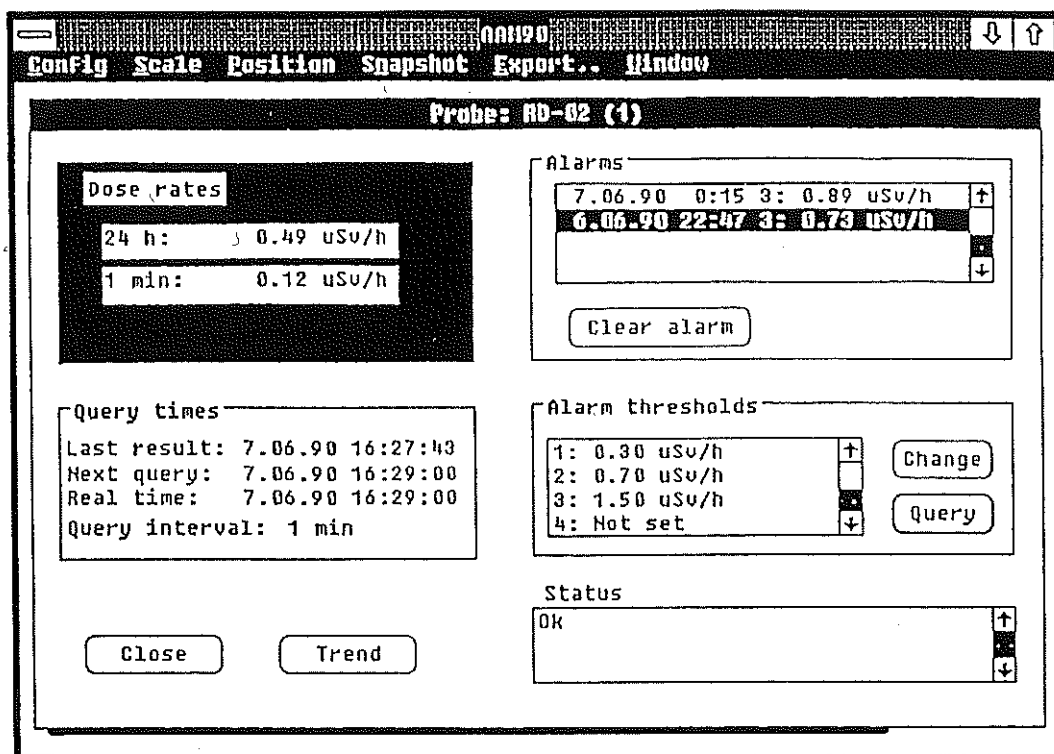 AAM90
Config Scale Position Snapshot Export.. Window
Probe: RD-02 (1)
Dose rates
24 h: 0.49 uSv/h
1 min: 0.12 uSv/h
Alarms
7.06.90 0:15 3: 0.89 uSv/h
6.06.90 22:47 3: 0.73 uSv/h
Clear alarm
Query times
Last result: 7.06.90 16:27:43
Next query: 7.06.90 16:29:00
Real time: 7.06.90 16:29:00
Query interval: 1 min
Alarm thresholds
1: 0.30 uSv/h
2: 0.70 uSv/h
3: 1.50 uSv/h
4: Not set
Change
Query
Status
Ok
Close
Trend